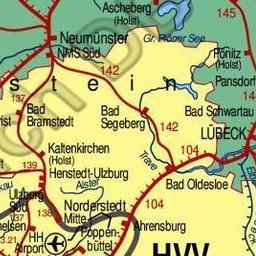 Ascheberg
(Holst)
145
Neumünster
Gr. Plöner See
NMS Süd
Pönitz
(Holst)
142
s t e i n
Pansdorf
137
Bad
Bramstedt
Bad
Segeberg
Bad Schwartau
142
LÜBECK
Kaltenkirchen
(Holst)
Trave
104
139
Henstedt-Ulzburg
Alster
Bad Oldesloe
Ulzburg
Süd
104
138
Norderstedt
Mitte
Ahrensburg
HH
Airport
Poppen-
büttel
HVV